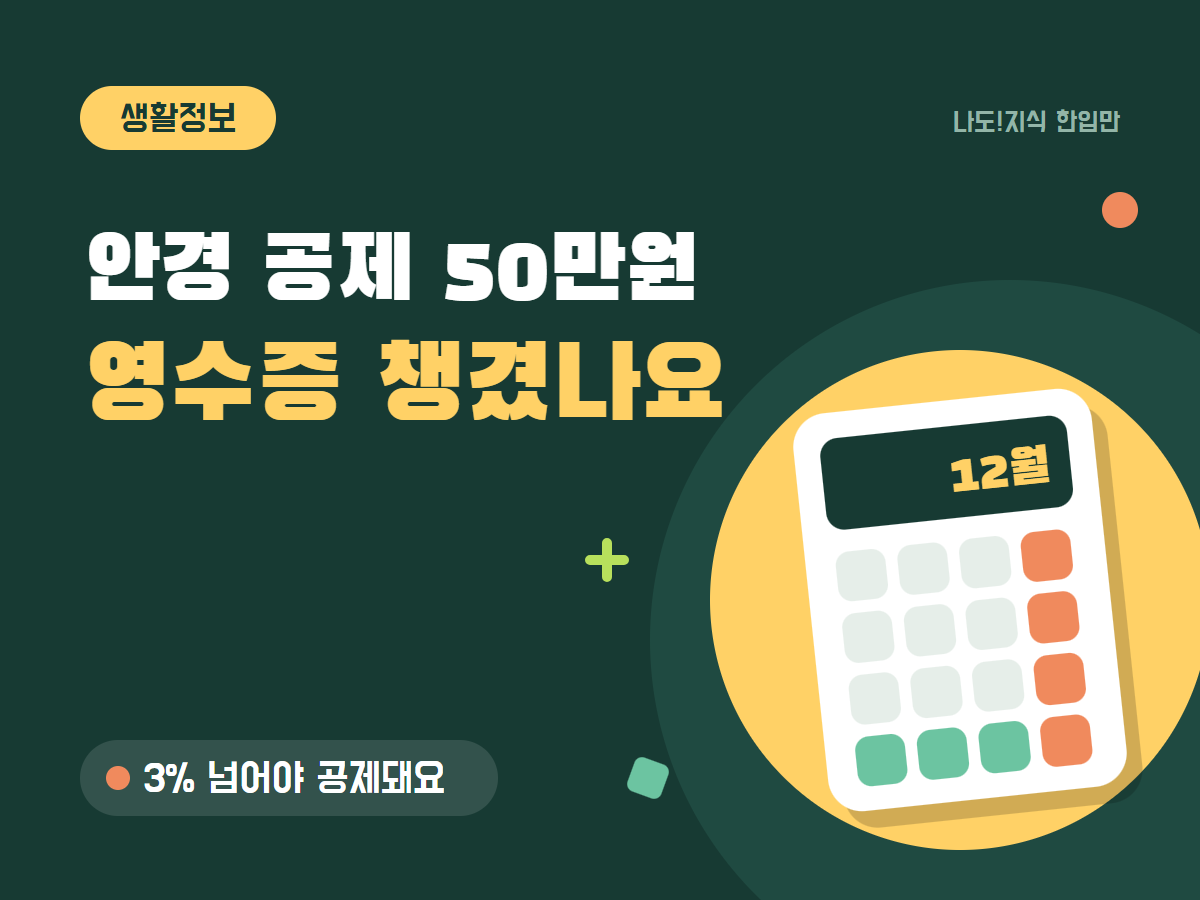 생활정보
나도!지식 한입만
안경 공제 50만원
영수증 챙겼나요
12월
3% 넘어야 공제돼요